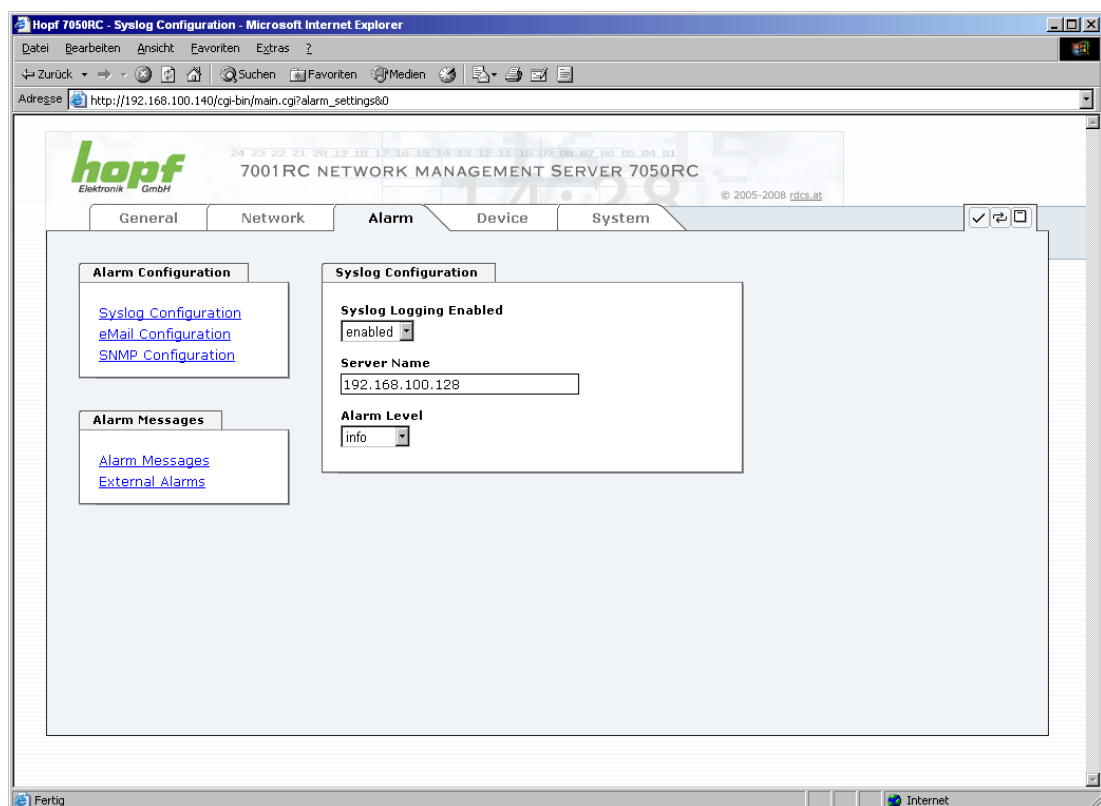 Hopf 7050RC - Syslog Configuration - Microsoft Internet Explorer
Datei Bearbeiten Ansicht Favoriten Extras ?
Zurück Suchen Favoriten Medien
Adresse http://192.168.100.140/cgi-bin/main.cgi?alarm_settings&0
hopf
Elektronik GmbH
24 23 22 21 20 19 18 17 16 15 14 13 12 11 10 09 08 07 06 05 04 01
7001RC NETWORK MANAGEMENT SERVER 7050RC
14:28
© 2005-2008 rdcs.at
General Network Alarm Device System
Alarm Configuration
Syslog Configuration
eMail Configuration
SNMP Configuration
Alarm Messages
Alarm Messages
External Alarms
Syslog Configuration
Syslog Logging Enabled
enabled
Server Name
192.168.100.128
Alarm Level
info
Fertig Internet